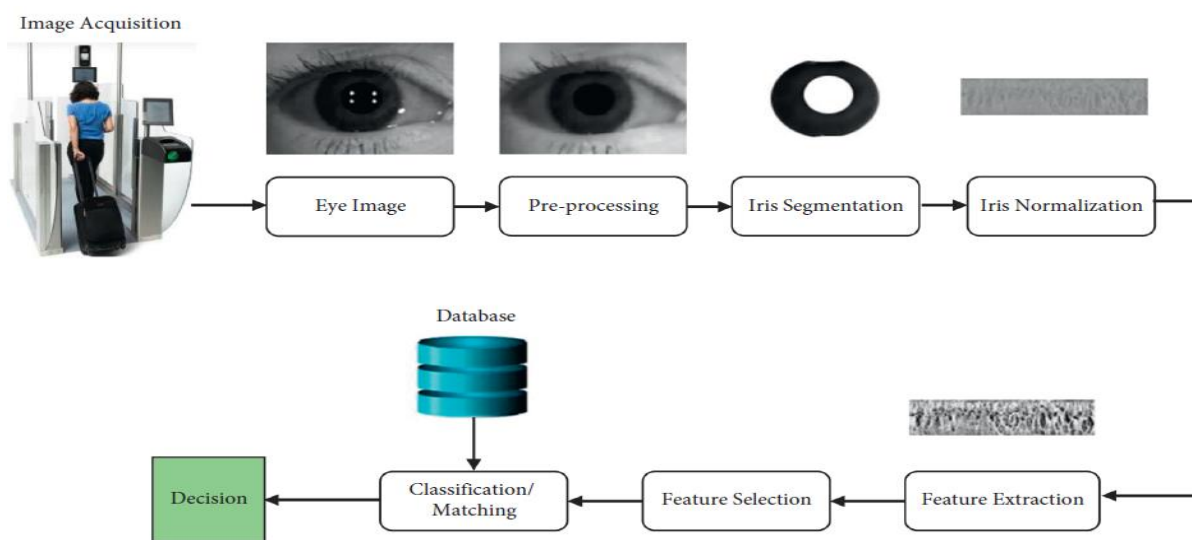 Image Acquisition
Eye Image
Pre-processing
Iris Segmentation
Iris Normalization
Database
Decision
Classification/
Matching
Feature Selection
Feature Extraction